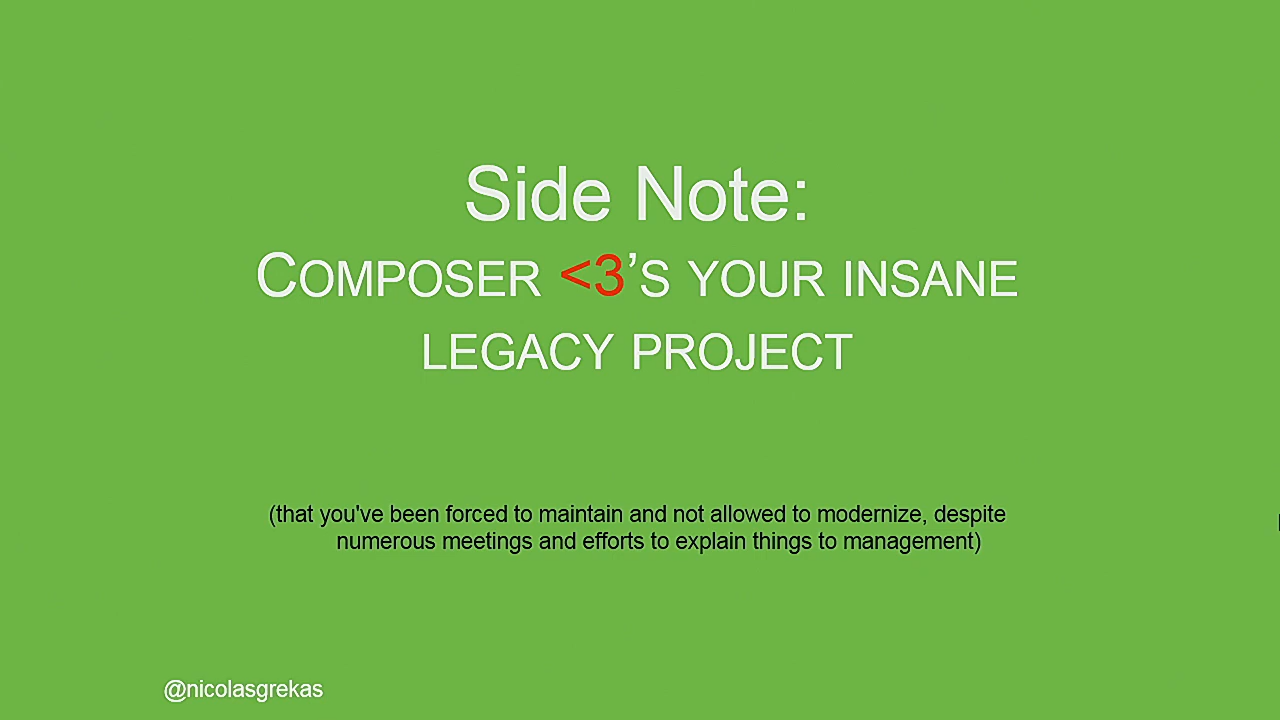 Side Note:
COMPOSER <3’S YOUR INSANE
LEGACY PROJECT
(that you've been forced to maintain and not allowed to modernize, despite
numerous meetings and efforts to explain things to management)
@nicolasgrekas